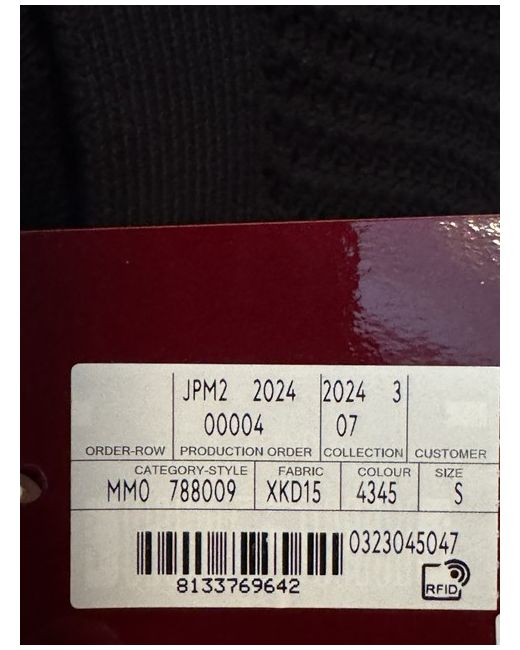 JPM2 2024 2024 3
00004 07
ORDER-ROW PRODUCTION ORDER COLLECTION CUSTOMER
CATEGORY-STYLE FABRIC COLOUR SIZE
MM0 788009 XKD15 4345 S
0323045047
8133769642
RFID